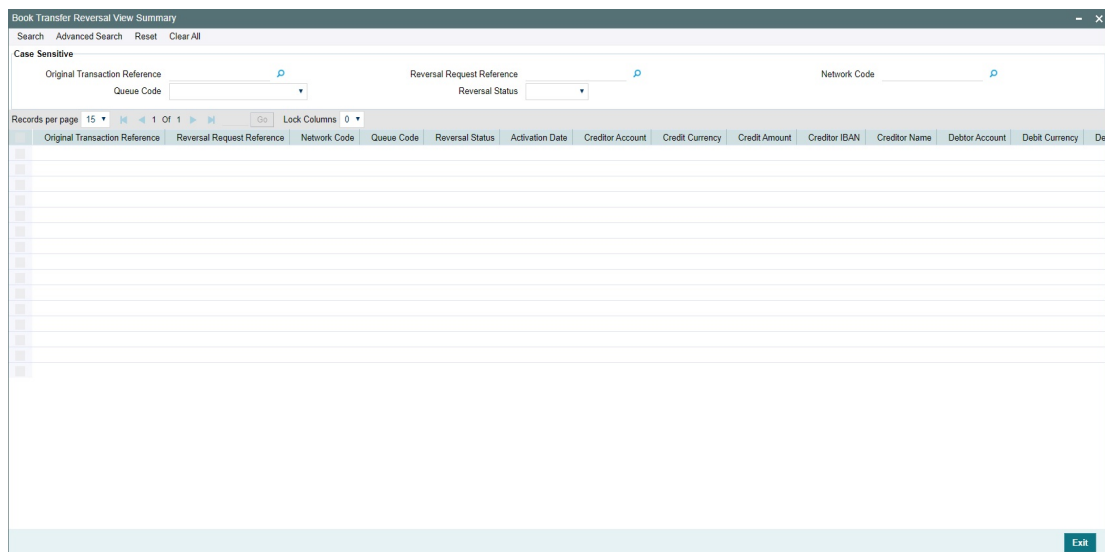 Book Transfer Reversal View Summary
Search Advanced Search Reset Clear All
Case Sensitive
Original Transaction Reference Reversal Request Reference Network Code
Queue Code Reversal Status
Records per page 15 1 Of 1 Go Lock Columns 0
Original Transaction Reference Reversal Request Reference Network Code Queue Code Reversal Status Activation Date Creditor Account Credit Currency Credit Amount Creditor IBAN Creditor Name Debtor Account Debit Currency De
Exit